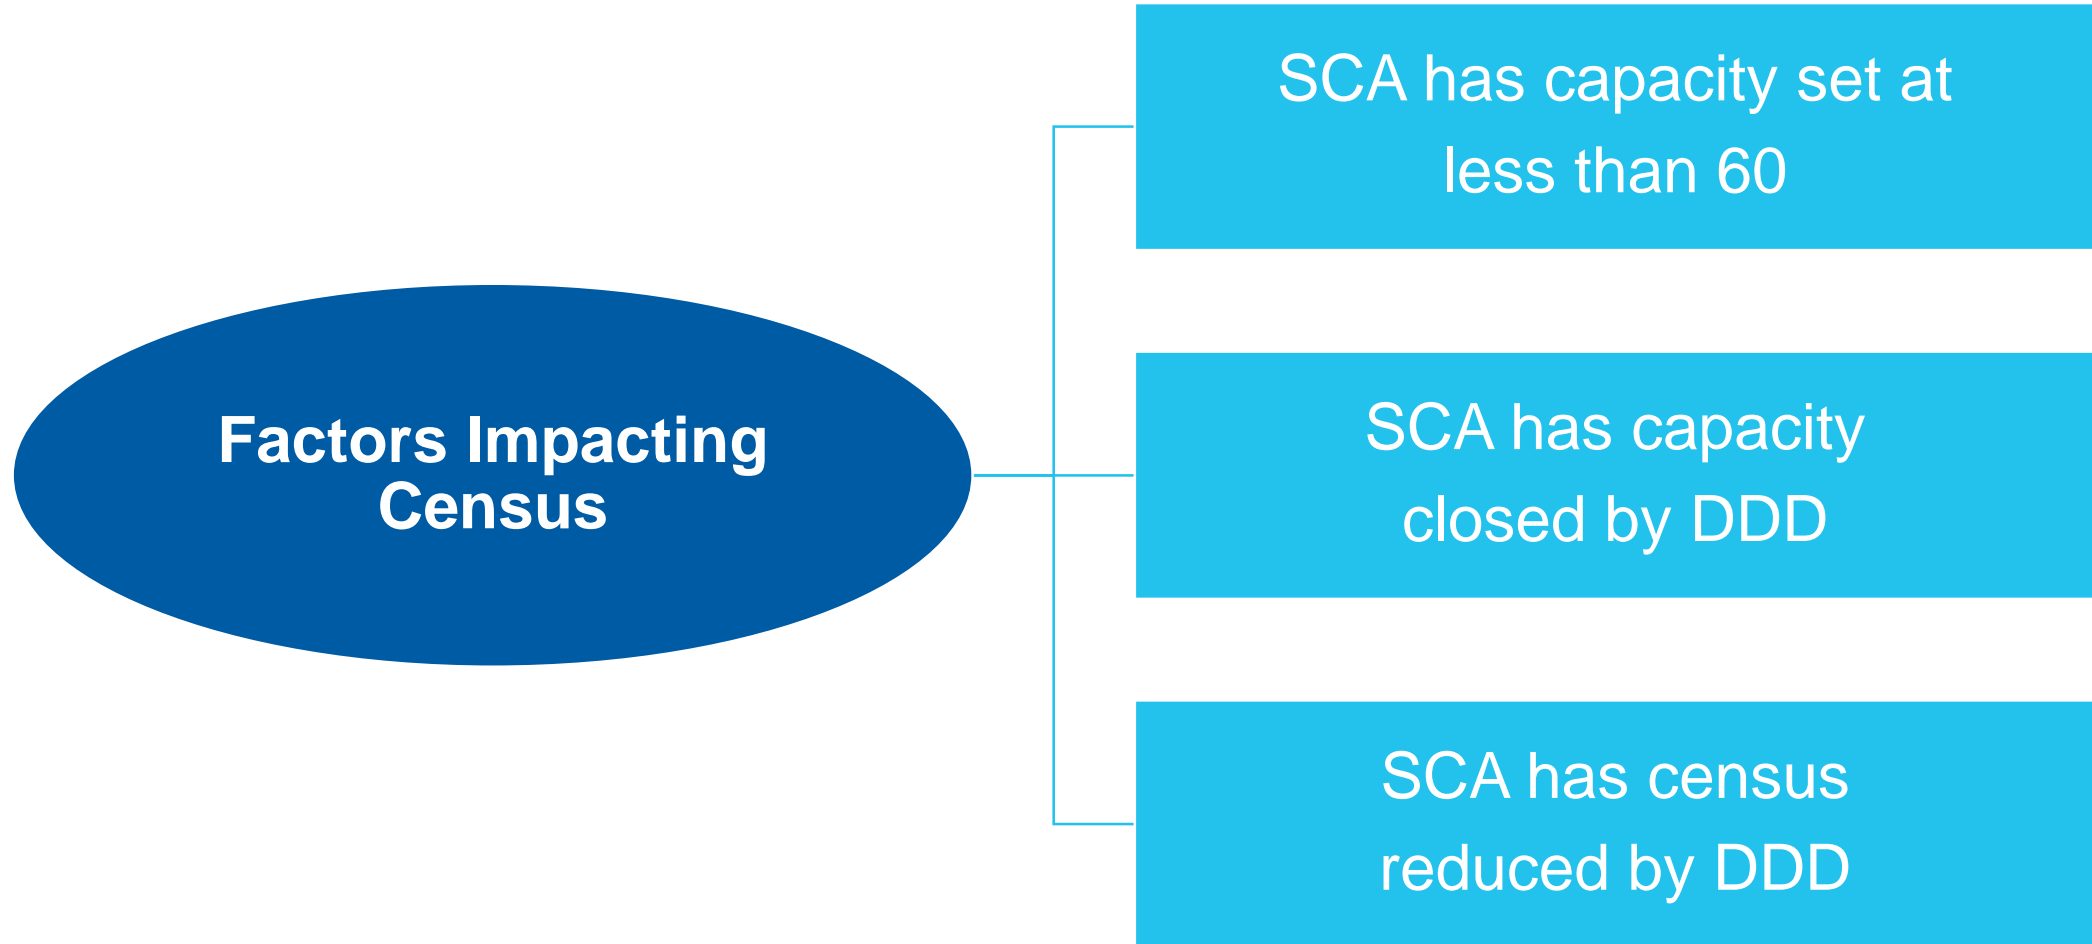 Factors Impacting
Census
SCA has capacity set at
less than 60
SCA has capacity
closed by DDD
SCA has census
reduced by DDD